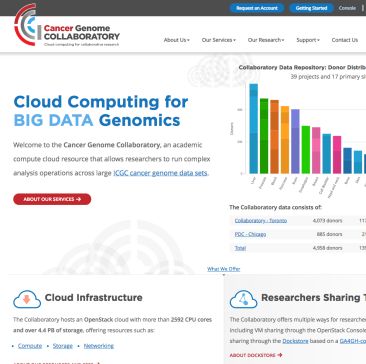 Request an Account Getting Started Console
Cancer Genome
COLLABORATORY
Cloud computing for collaborative research
About Us Our Services Our Research Support Contact Us
Collaboratory Data Repository: Donor Distrib
39 projects and 17 primary si
Donors
Cloud Computing for
BIG DATA Genomics
Welcome to the Cancer Genome Collaboratory, an academic
compute cloud resource that allows researchers to run complex
analysis operations across large ICGC cancer genome data sets.
ABOUT OUR SERVICES →
The Collaboratory data consists of:
Collaboratory - Toronto 4,073 donors
PDC - Chicago 885 donors
Total 4,958 donors
What We Offer
Cloud Infrastructure
The Collaboratory hosts an OpenStack cloud with more than 2592 CPU cores
and over 4.4 PB of storage, offering resources such as:
Compute Storage Networking
Researchers Sharing T
The Collaboratory offers multiple ways for researcher
including VM sharing through the OpenStack Console
sharing through the Dockstore based on a GA4GH-co
ABOUT DOCKSTORE →